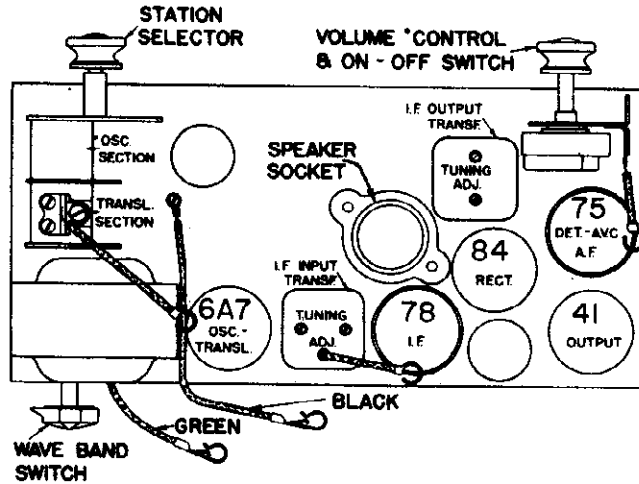 STATION
SELECTOR
VOLUME CONTROL
& ON-OFF SWITCH
I.F. OUTPUT
TRANSF.
OSC.
SECTION
SPEAKER
SOCKET
TUNING
ADJ.
TRANSL.
SECTION
75
DET.-AVC
A.F.
84
RECT.
I.F. INPUT
TRANSF.
6A7
OSC.-
TRANSL.
TUNING
ADJ.
78
I.F.
41
OUTPUT
BLACK
GREEN
WAVE BAND
SWITCH